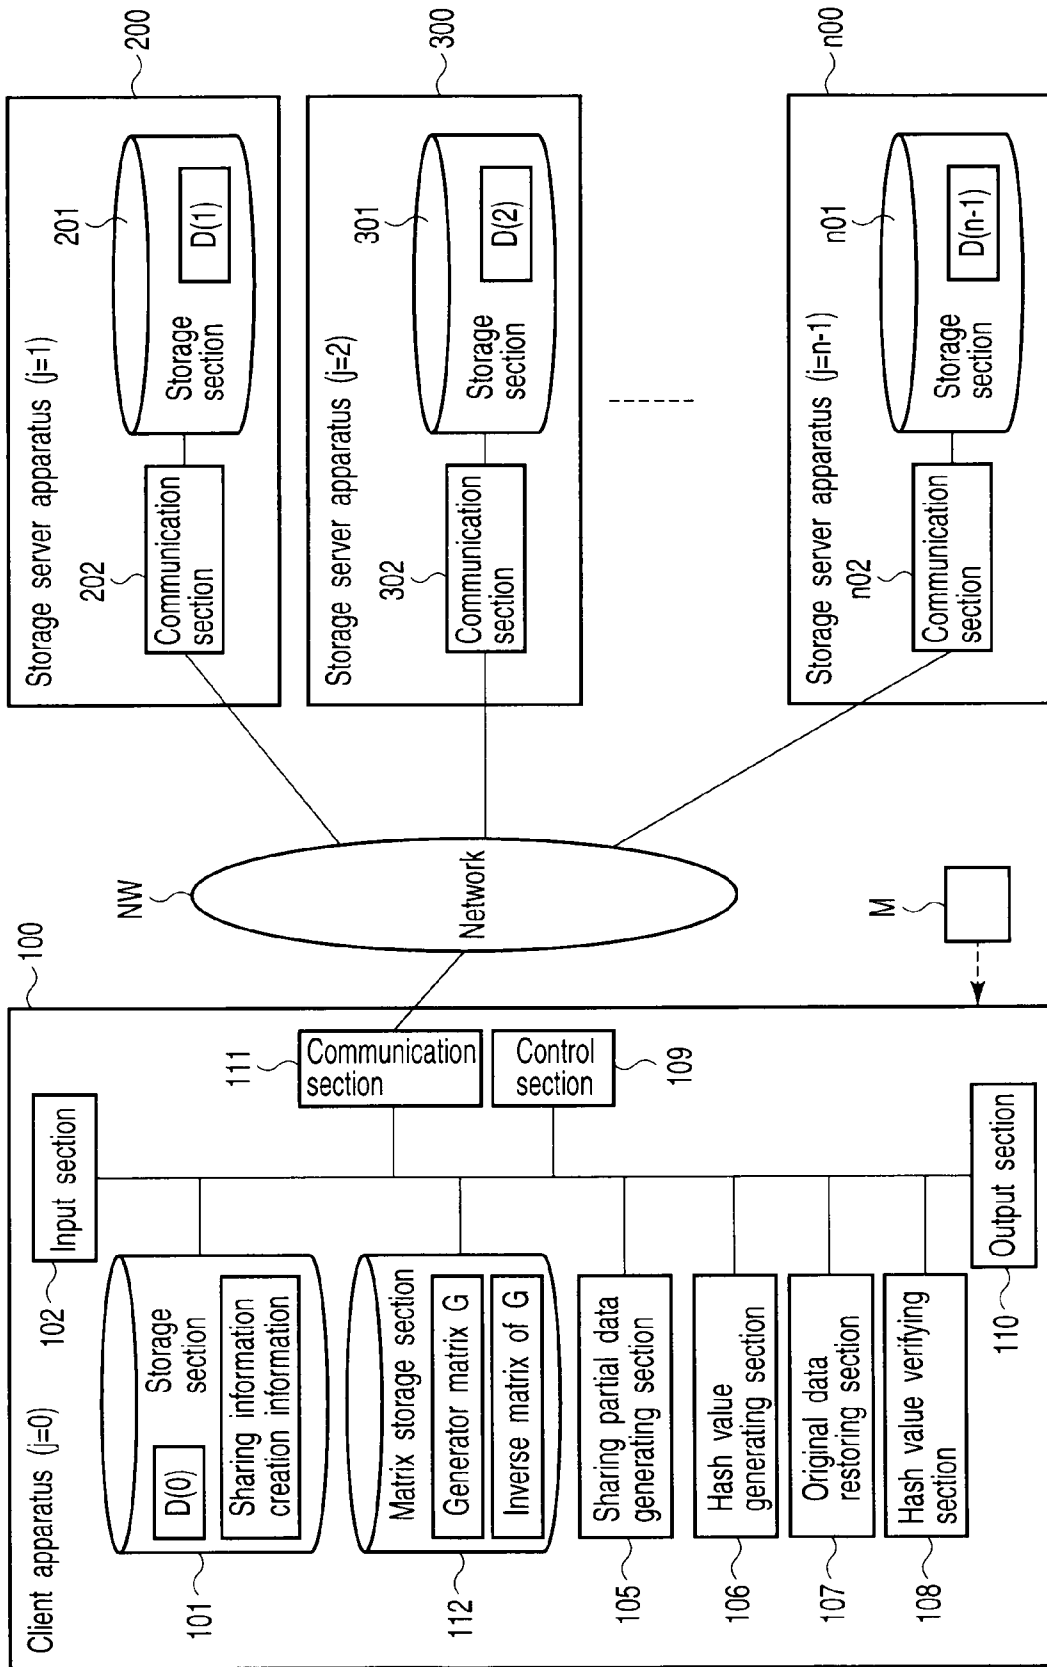 Client apparatus (j=0)
100
102
Input section
Storage
section
D(0)
Sharing information
creation information
101
Matrix storage section
Generator matrix G
Inverse matrix of G
112
Sharing partial data
generating section
105
Hash value
generating section
106
Original data
restoring section
107
Hash value verifying
section
108
Output section
110
111
Communication
section
Control
section
109
NW
Network
M
Storage server apparatus (j=1)
200
202
Communication
section
201
Storage
section
D(1)
Storage server apparatus (j=2)
300
302
Communication
section
301
Storage
section
D(2)
Storage server apparatus (j=n-1)
n00
n02
Communication
section
n01
Storage
section
D(n-1)